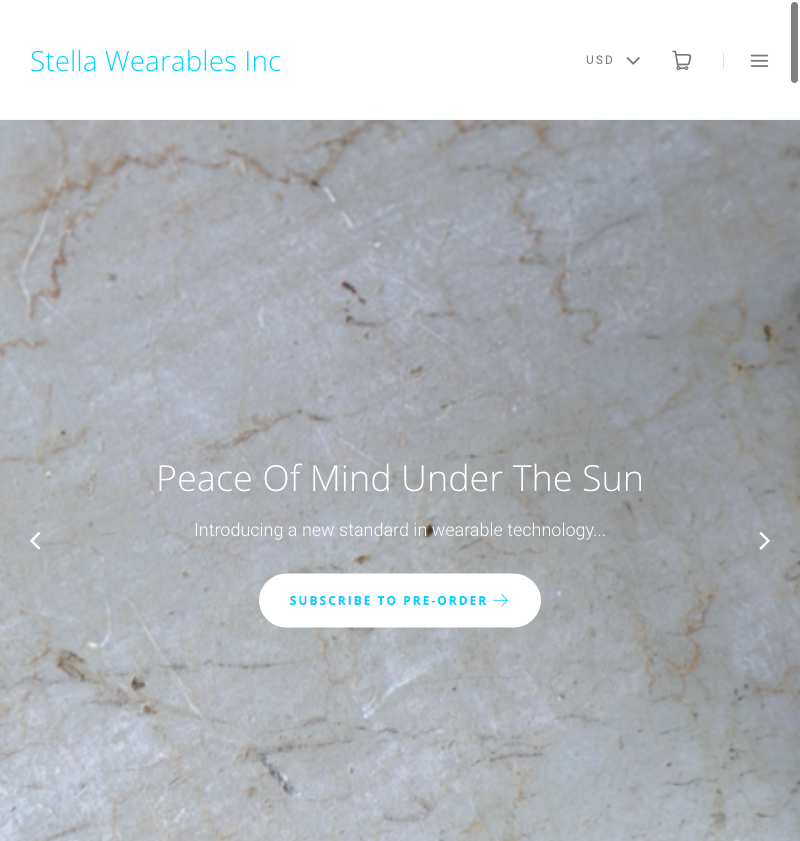 Stella Wearables Inc
USD
Peace Of Mind Under The Sun
Introducing a new standard in wearable technology...
SUBSCRIBE TO PRE-ORDER